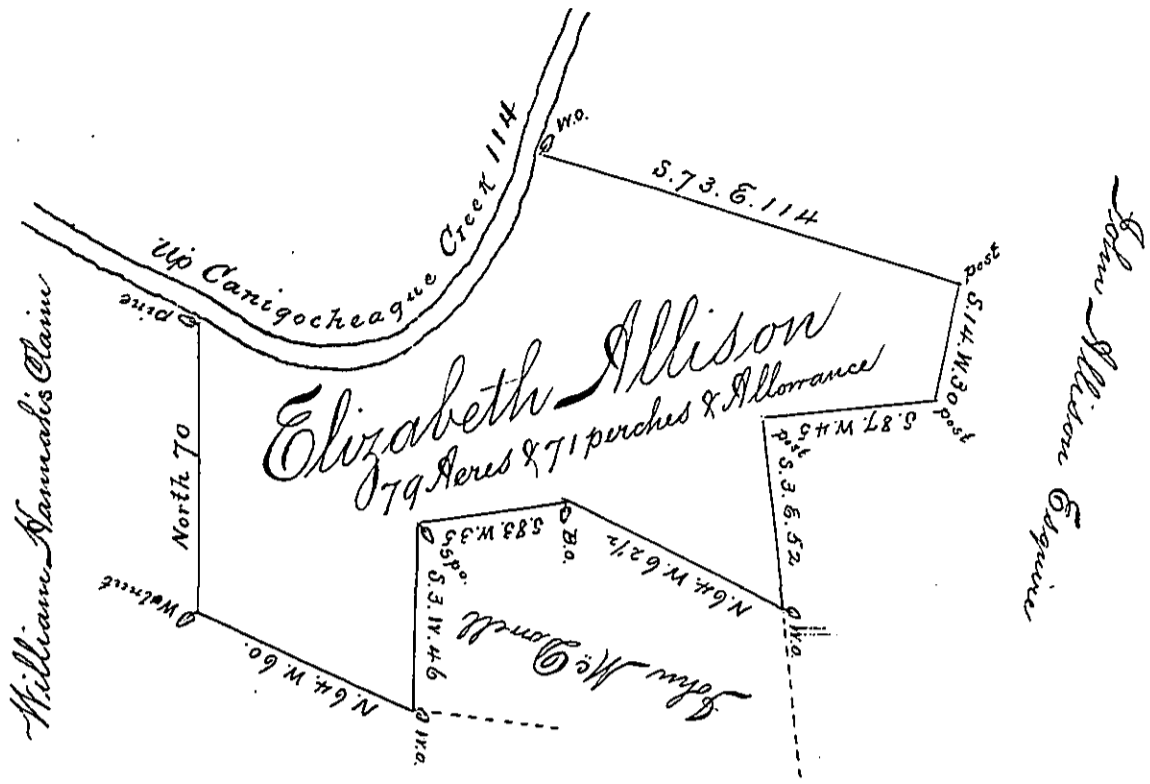 W.O.
Up Canigocheague Creek 114
S. 73. E. 114
post
S. 14. W. 30
post
S. 87. W. 45
post
S. 3. E. 52
W.O.
N. 64. W. 62 1/2
B.O.
S. 83. W. 35
S. 3. W. 46
W.O.
N. 64. W. 60.
Walnut
North 70
pine
Elizabeth Allison
79 Acres & 71 perches & Allowance
John McDowell
William Hannah's Claim
John Allison Esquire